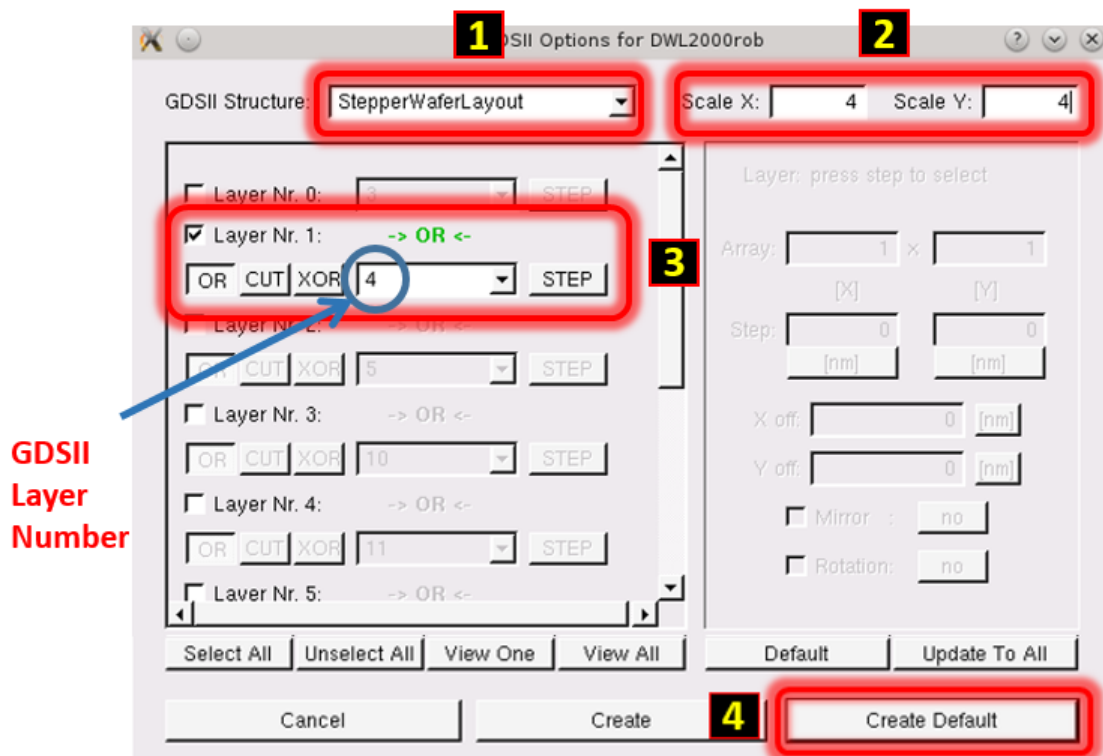 1
SII Options for DWL2000rob
2
GDSII Structure: StepperWaferLayout
Scale X: 4 Scale Y: 4
Layer Nr. 0: 3 STEP
Layer Nr. 1: -> OR <-
OR CUT XOR 4 STEP
3
Layer Nr. 2: -> OR <-
OR CUT XOR 5 STEP
Layer Nr. 3: -> OR <-
OR CUT XOR 10 STEP
Layer Nr. 4: -> OR <-
OR CUT XOR 11 STEP
Layer Nr. 5: -> OR <-
Layer: press step to select
Array: 1 x 1
[X] [Y]
Step: 0 0
[nm] [nm]
X off: 0 [nm]
Y off: 0 [nm]
Mirror : no
Rotation: no
GDSII
Layer
Number
Select All Unselect All View One View All
Default Update To All
Cancel Create 4 Create Default